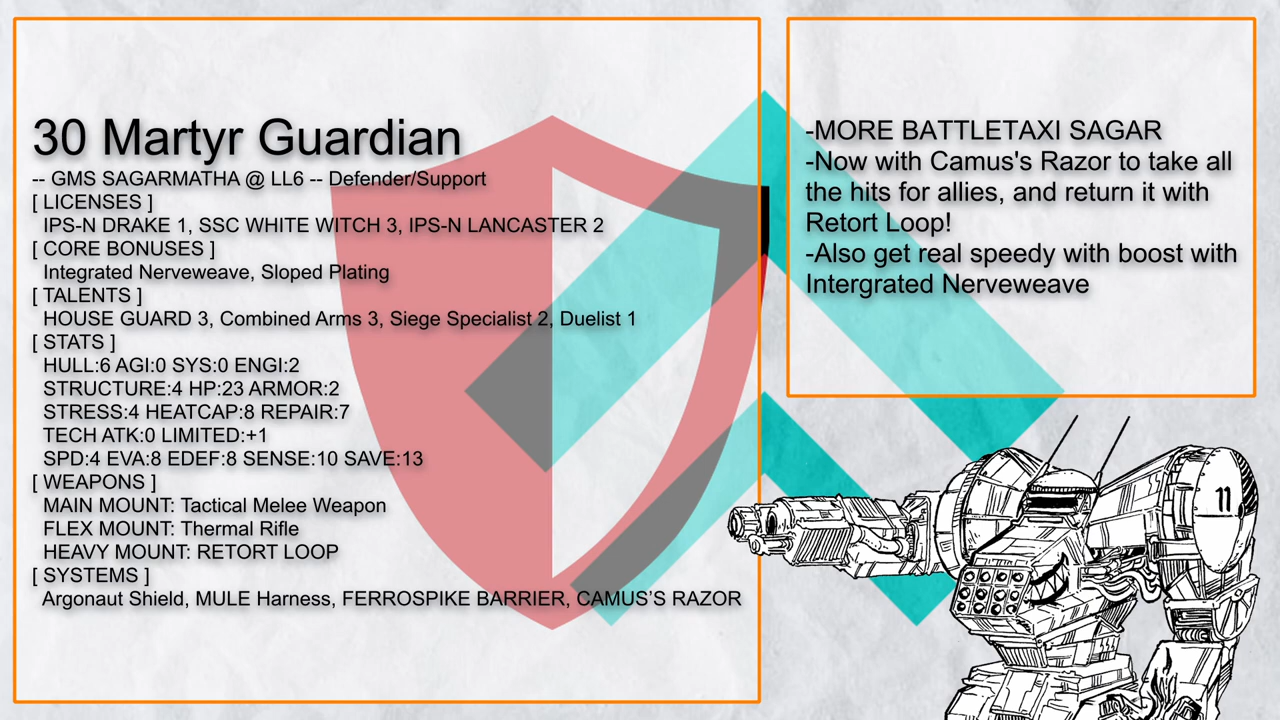 30 Martyr Guardian
-- GMS SAGARMATHA @ LL6 -- Defender/Support
[ LICENSES ]
IPS-N DRAKE 1, SSC WHITE WITCH 3, IPS-N LANCASTER 2
[ CORE BONUSES ]
Integrated Nerveweave, Sloped Plating
[ TALENTS ]
HOUSE GUARD 3, Combined Arms 3, Siege Specialist 2, Duelist 1
[ STATS ]
HULL:6 AGI:0 SYS:0 ENGI:2
STRUCTURE:4 HP:23 ARMOR:2
STRESS:4 HEATCAP:8 REPAIR:7
TECH ATK:0 LIMITED:+1
SPD:4 EVA:8 EDEF:8 SENSE:10 SAVE:13
[ WEAPONS ]
MAIN MOUNT: Tactical Melee Weapon
FLEX MOUNT: Thermal Rifle
HEAVY MOUNT: RETORT LOOP
[ SYSTEMS ]
Argonaut Shield, MULE Harness, FERROSPIKE BARRIER, CAMUS’S RAZOR
-MORE BATTLETAXI SAGAR
-Now with Camus's Razor to take all
the hits for allies, and return it with
Retort Loop!
-Also get real speedy with boost with
Intergrated Nerveweave
11